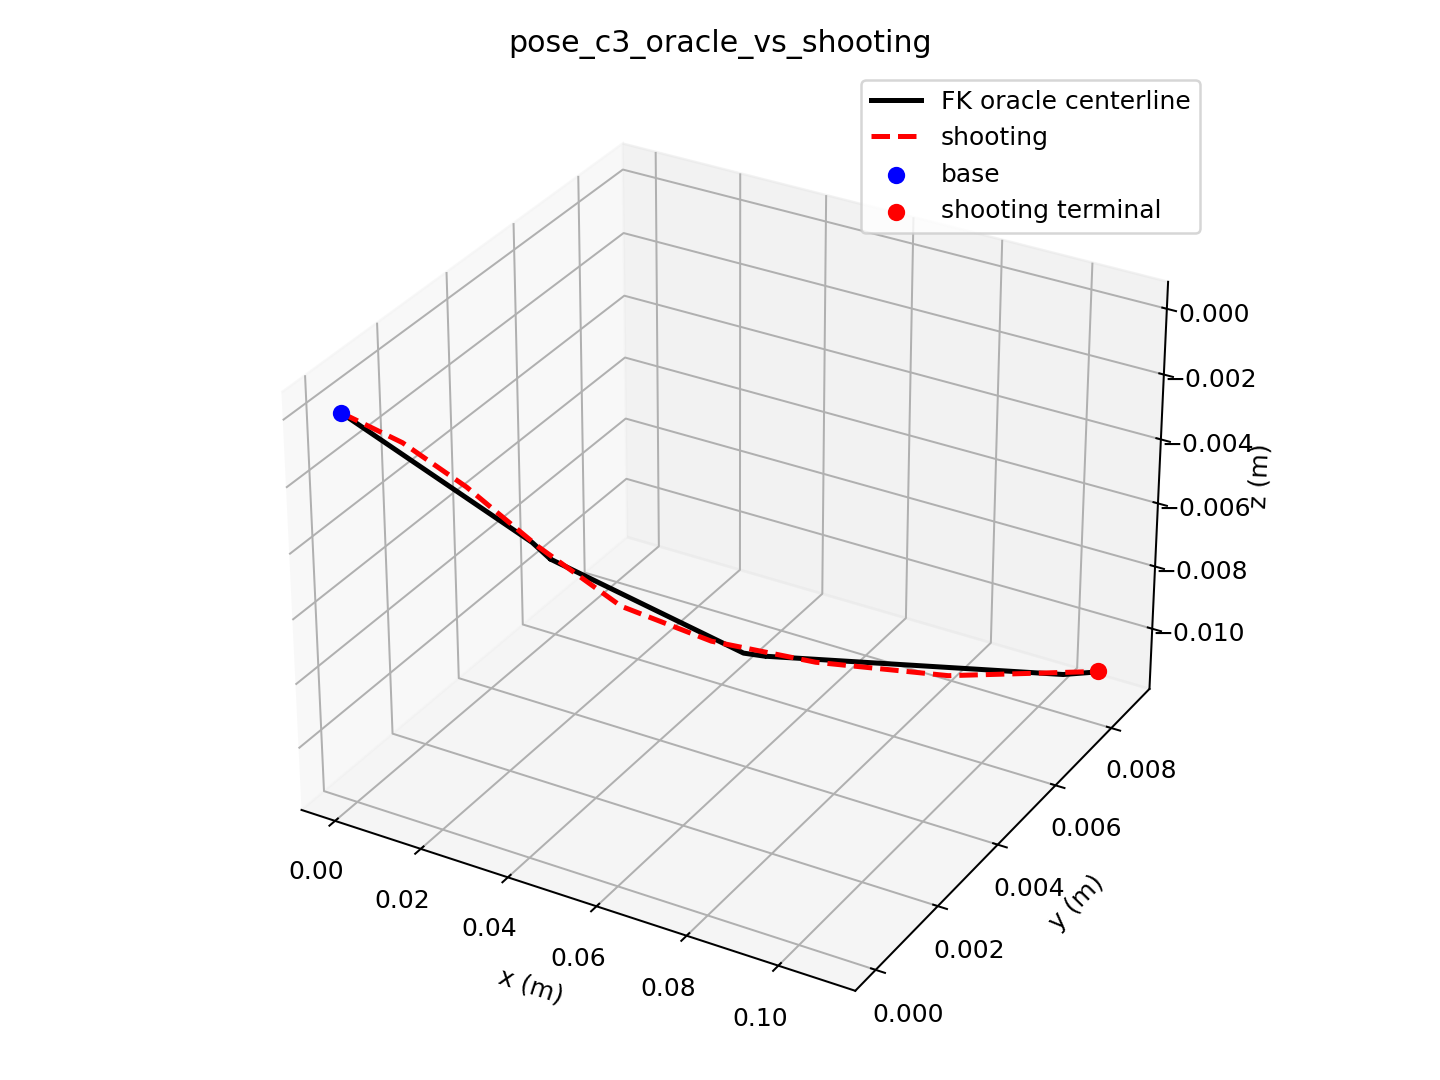 pose_c3_oracle_vs_shooting
FK oracle centerline
shooting
base
shooting terminal
0.000
−0.002
−0.004
−0.006
−0.008
−0.010
z (m)
0.00
0.02
0.04
0.06
0.08
0.10
x (m)
0.008
0.006
0.004
0.002
0.000
y (m)